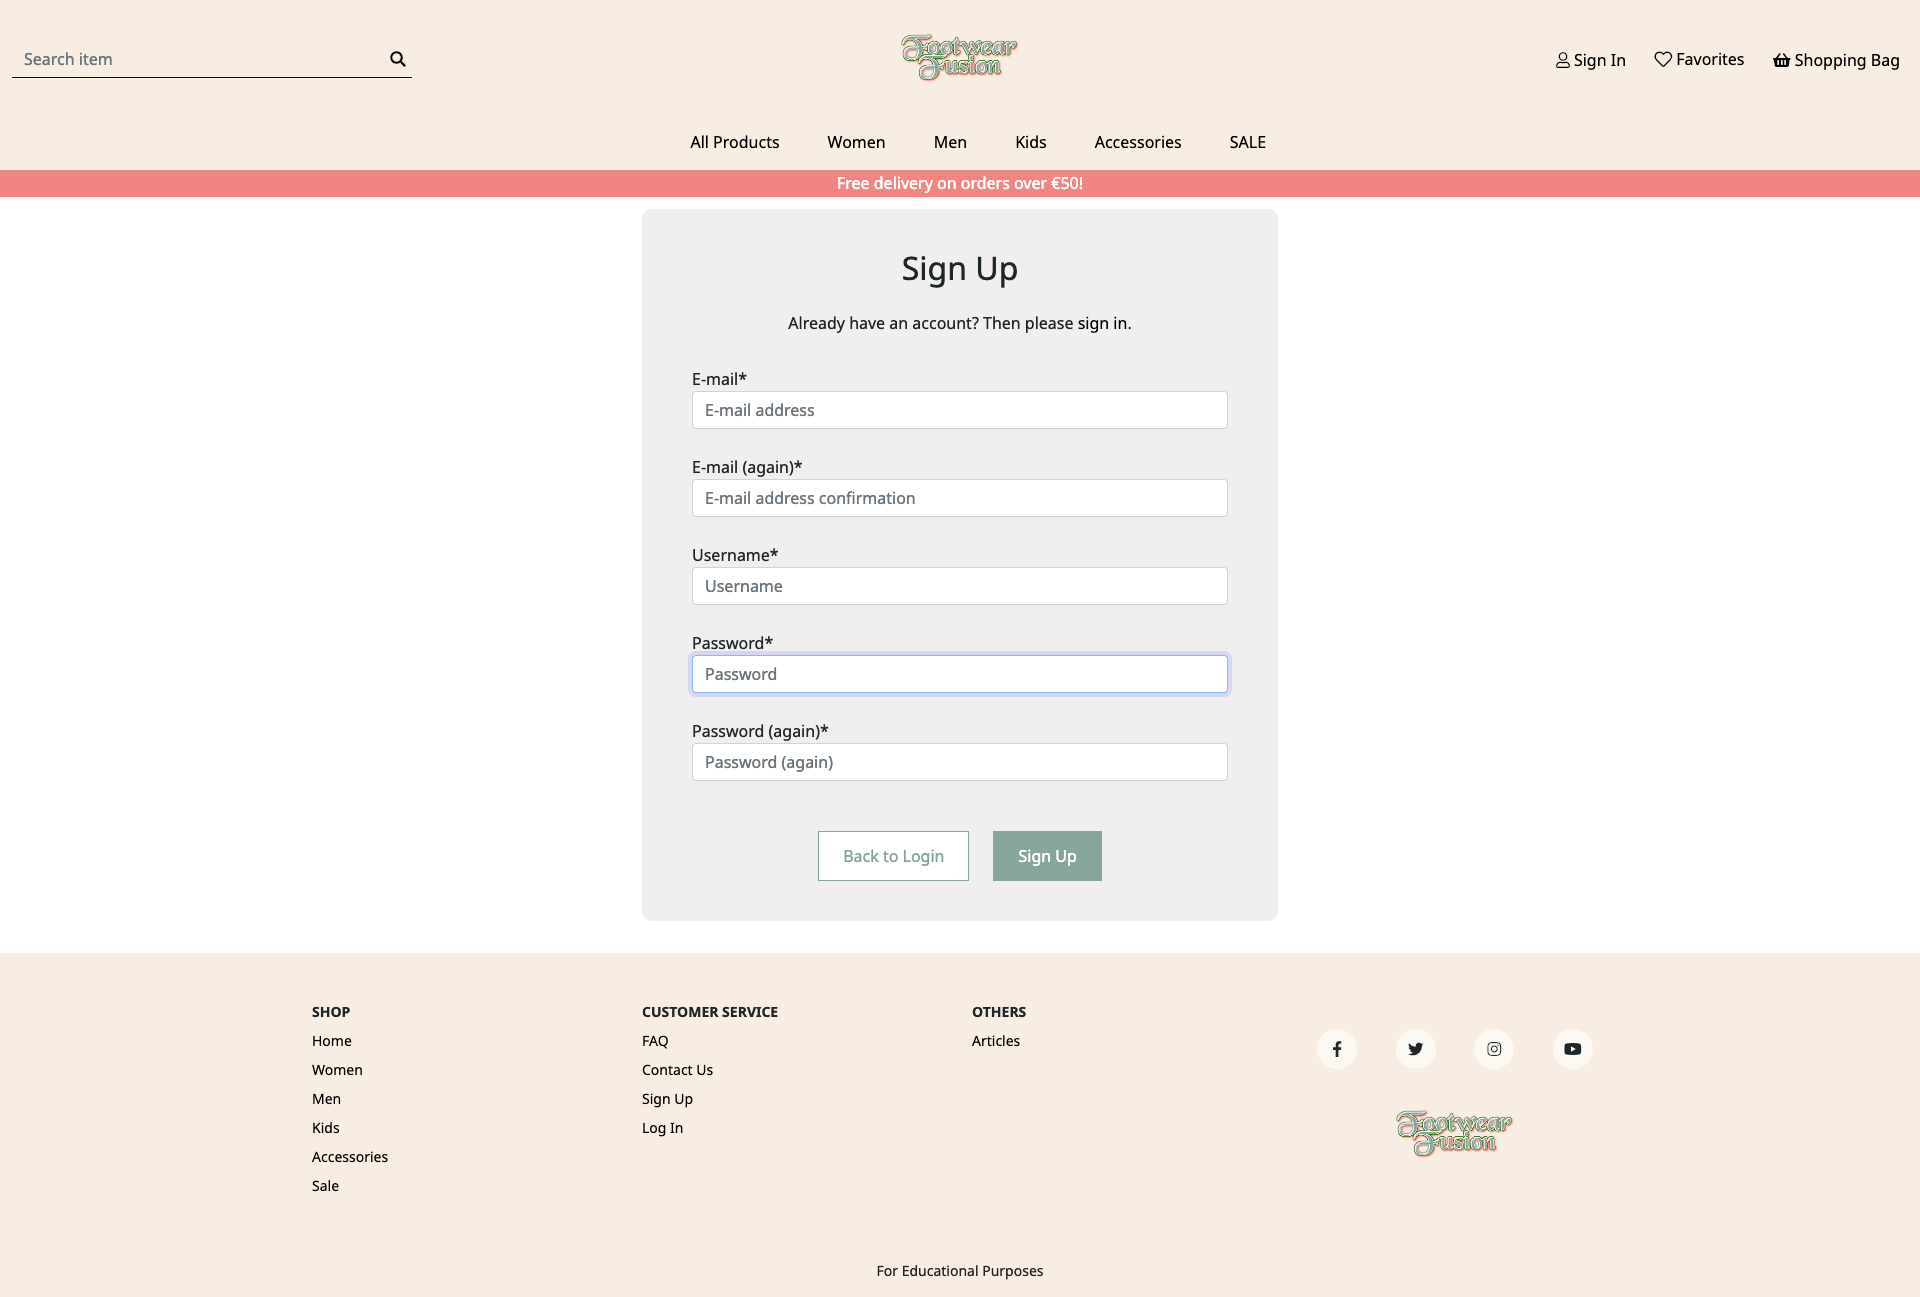 Search item
Footwear
Fusion
Sign In
Favorites
Shopping Bag
All Products
Women
Men
Kids
Accessories
SALE
Free delivery on orders over €50!
Sign Up
Already have an account? Then please sign in.
E-mail*
E-mail address
E-mail (again)*
E-mail address confirmation
Username*
Username
Password*
Password
Password (again)*
Password (again)
Back to Login
Sign Up
SHOP
Home
Women
Men
Kids
Accessories
Sale
CUSTOMER SERVICE
FAQ
Contact Us
Sign Up
Log In
OTHERS
Articles
Footwear
Fusion
For Educational Purposes